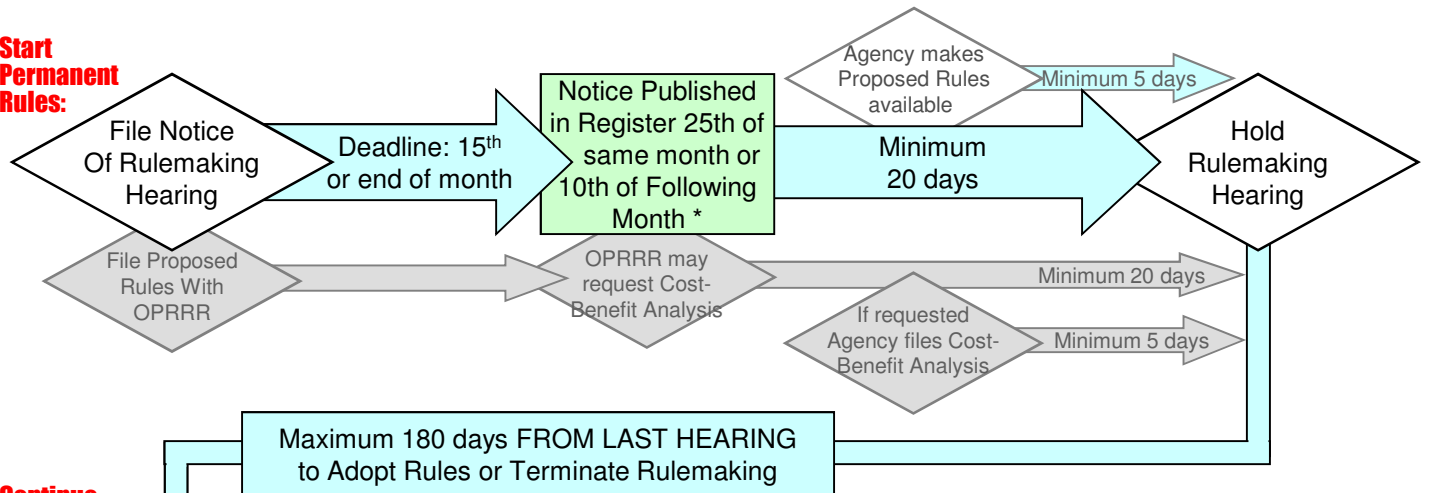 Start
Permanent
Rules:
File Notice
Of Rulemaking
Hearing
Deadline: 15th
or end of month
Notice Published
in Register 25th of
same month or
10th of Following
Month *
Agency makes
Proposed Rules
available
Minimum 5 days
Minimum
20 days
Hold
Rulemaking
Hearing
File Proposed
Rules With
OPRRR
OPRRR may
request Cost-
Benefit Analysis
Minimum 20 days
If requested
Agency files Cost-
Benefit Analysis
Minimum 5 days
Maximum 180 days FROM LAST HEARING
to Adopt Rules or Terminate Rulemaking
Continue